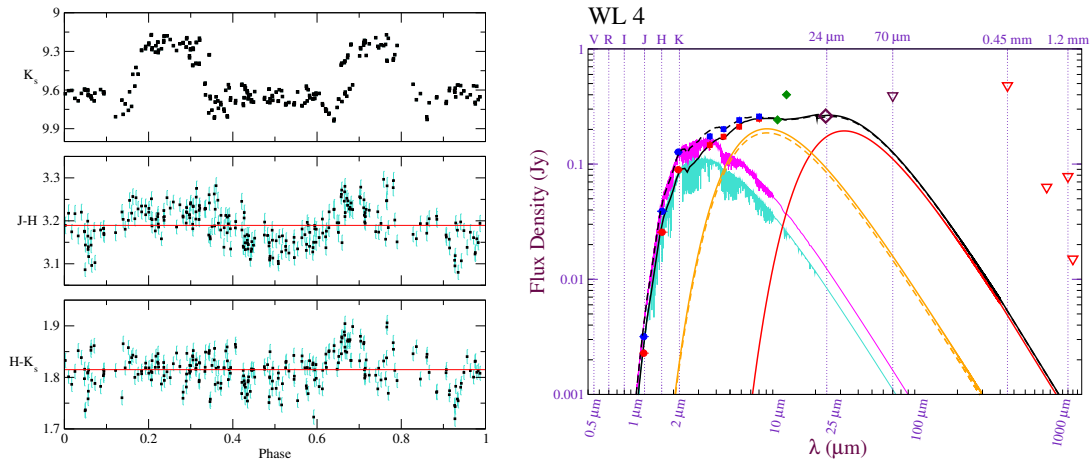 9
9.3
K_s
9.6
9.9
3.3
J-H 3.2
3.1
1.9
H-K_s 1.8
1.7
0 0.2 0.4 0.6 0.8 1
Phase
WL 4
V R I J H K 24 μm 70 μm 0.45 mm 1.2 mm
1
0.1
0.01
0.001
Flux Density (Jy)
0.5 μm 1 μm 2 μm 10 μm 25 μm 100 μm 1000 μm
λ (μm)